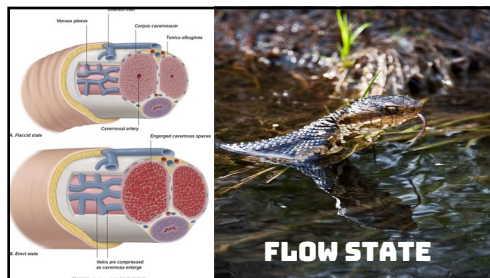 Venous plexus
Corpus cavernosum
Tunica albuginea
A. Flaccid state
Cavernosal artery
Engorged cavernous spaces
B. Erect state
Veins are compressed
as cavernosa enlarge
FLOW STATE